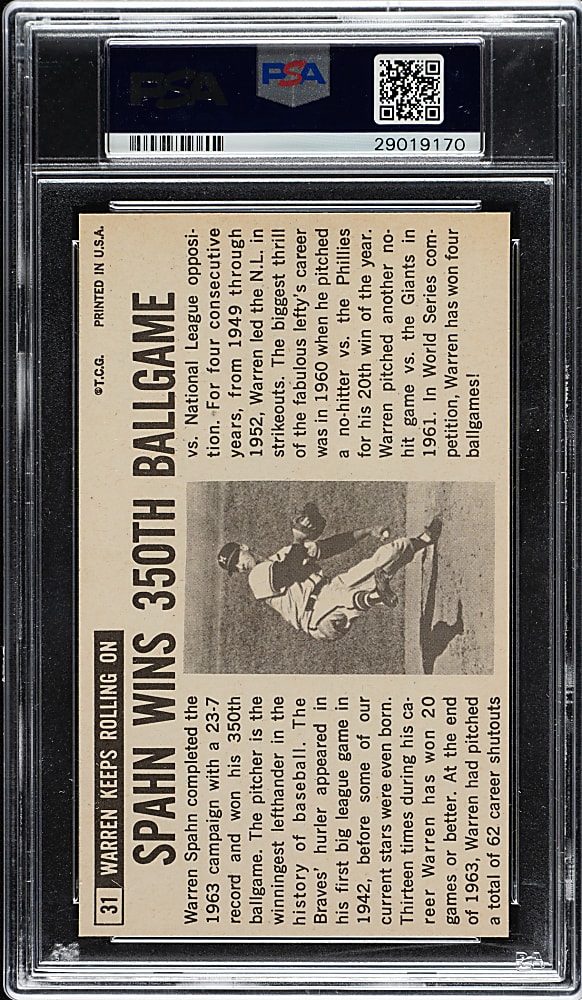 PSA
PSA
29019170
31 WARREN KEEPS ROLLING ON
©T.C.G. PRINTED IN U.S.A.
SPAHN WINS 350TH BALLGAME
Warren Spahn completed the
1963 campaign with a 23-7
record and won his 350th
ballgame. The pitcher is the
winningest lefthander in the
history of baseball. The
Braves' hurler appeared in
his first big league game in
1942, before some of our
current stars were even born.
Thirteen times during his ca-
reer Warren has won 20
games or better. At the end
of 1963, Warren had pitched
a total of 62 career shutouts
vs. National League opposi-
tion. For four consecutive
years, from 1949 through
1952, Warren led the N.L. in
strikeouts. The biggest thrill
of the fabulous lefty's career
was in 1960 when he pitched
a no-hitter vs. the Phillies
for his 20th win of the year.
Warren pitched another no-
hit game vs. the Giants in
1961. In World Series com-
petition, Warren has won four
ballgames!
PSA